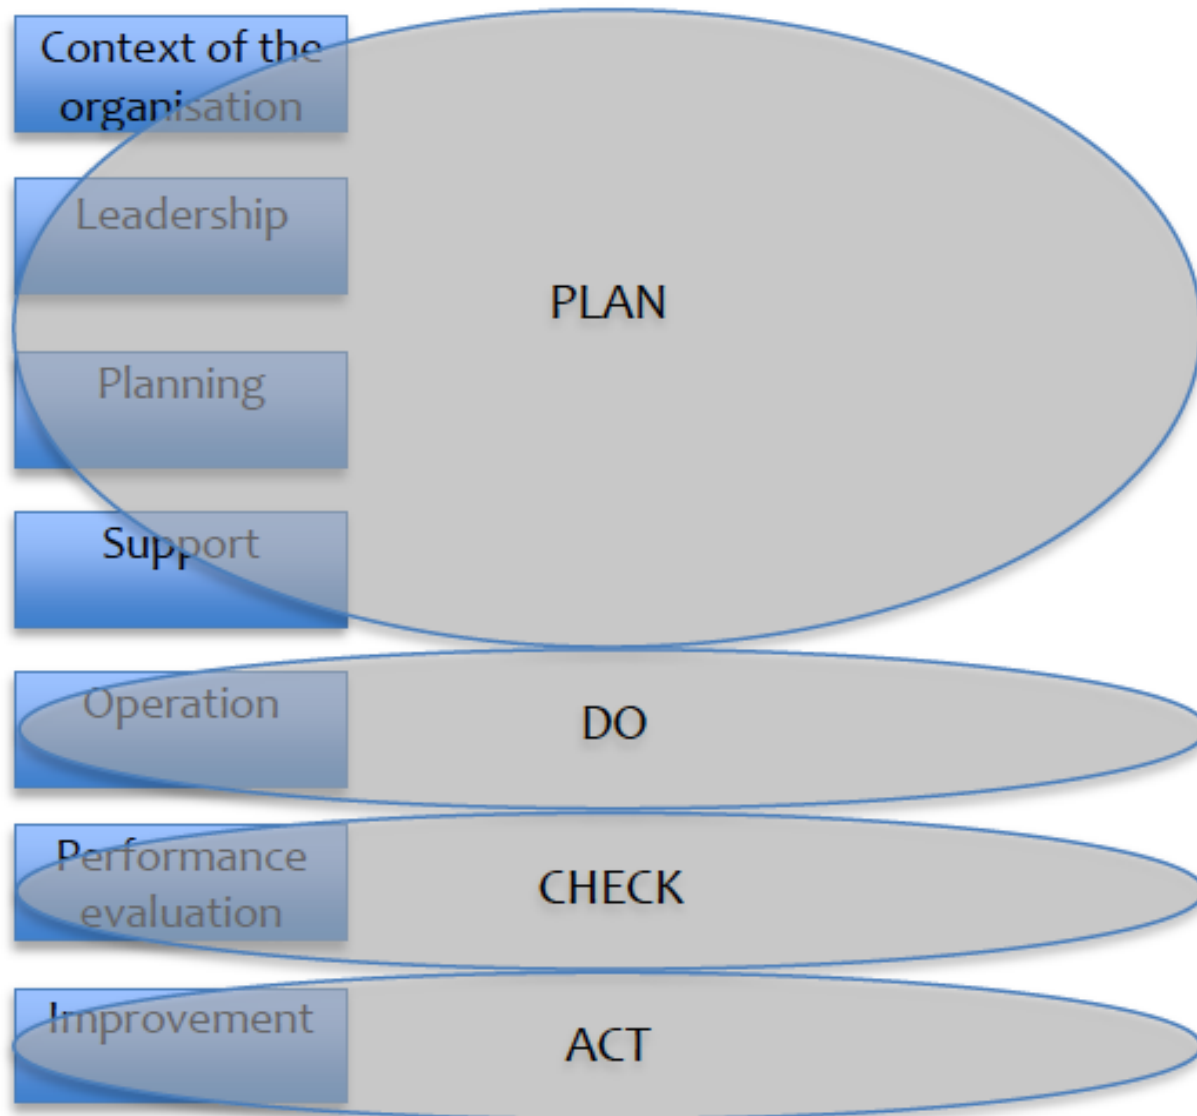 Context of the
organisation
Leadership
PLAN
Planning
Support
Operation
DO
Performance
evaluation
CHECK
Improvement
ACT